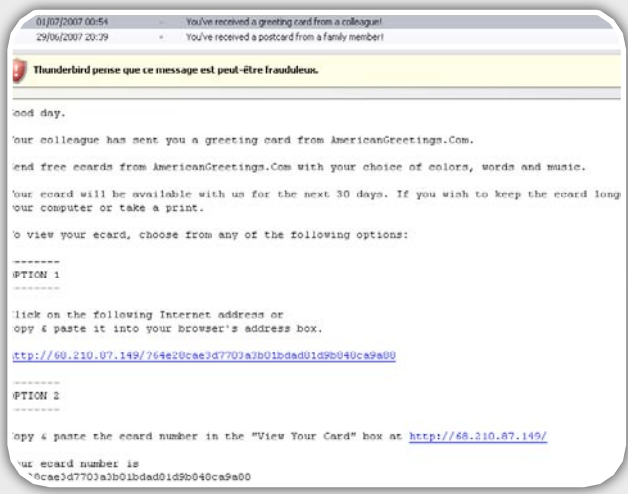 01/07/2007 00:54 - You've received a greeting card from a colleague!
29/06/2007 20:39 - You've received a postcard from a family member!
Thunderbird pense que ce message est peut-être frauduleux.
ood day.
our colleague has sent you a greeting card from AmericanGreetings.Com.
end free ecards from AmericanGreetings.Com with your choice of colors, words and music.
our ecard will be available with us for the next 30 days. If you wish to keep the ecard long
our computer or take a print.
o view your ecard, choose from any of the following options:
--------
PTION 1
--------
lick on the following Internet address or
opy & paste it into your browser's address box.
ttp://68.210.87.149/764e28cae3d7703a3b01bdad81d9b040ca9a88
--------
PTION 2
--------
opy & paste the ecard number in the "View Your Card" box at http://68.210.87.149/
ur ecard number is